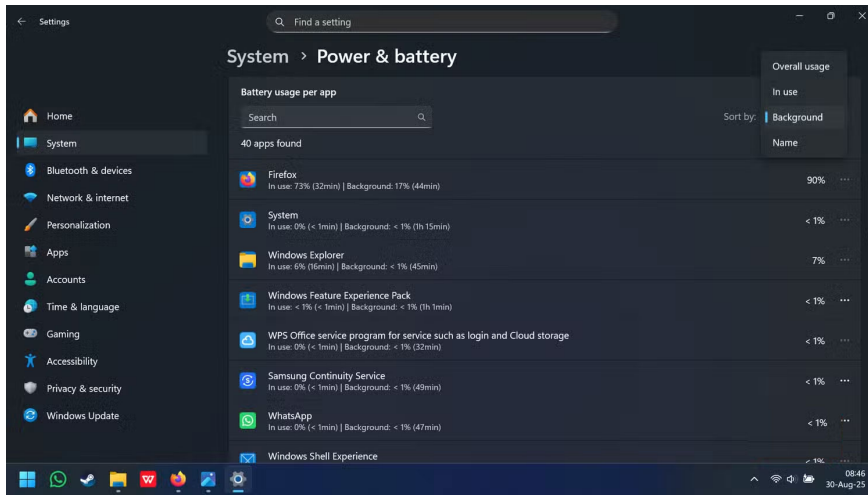 Settings
Find a setting
System > Power & battery
Overall usage
In use
Background
Name
Battery usage per app
Search
Sort by:
40 apps found
Home
System
Bluetooth & devices
Network & internet
Personalization
Apps
Accounts
Time & language
Gaming
Accessibility
Privacy & security
Windows Update
Firefox
In use: 73% (32min) | Background: 17% (44min)
90%
System
In use: 0% (< 1min) | Background: < 1% (1h 15min)
< 1%
Windows Explorer
In use: 6% (16min) | Background: < 1% (45min)
7%
Windows Feature Experience Pack
In use: < 1% (< 1min) | Background: < 1% (1h 1min)
< 1%
WPS Office service program for service such as login and Cloud storage
In use: 0% (< 1min) | Background: < 1% (32min)
< 1%
Samsung Continuity Service
In use: 0% (< 1min) | Background: < 1% (49min)
< 1%
WhatsApp
In use: 0% (< 1min) | Background: < 1% (47min)
< 1%
Windows Shell Experience
< 1%
08:46
30-Aug-25